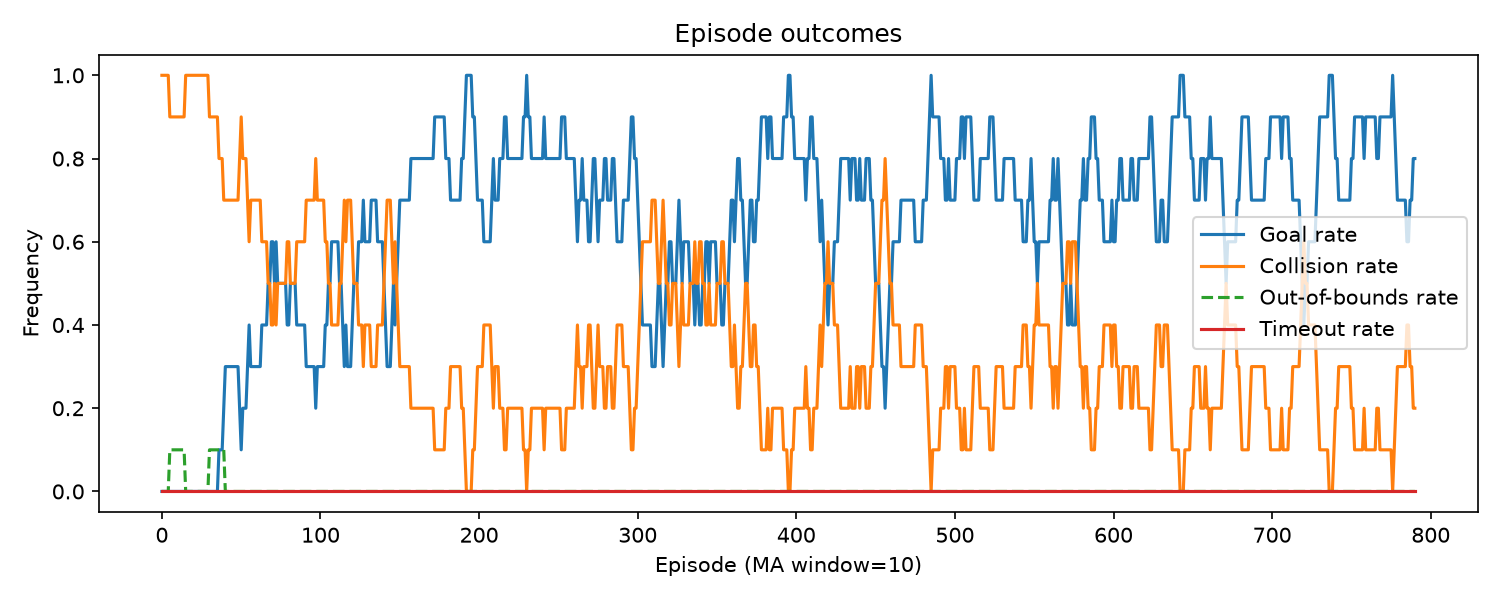 Episode outcomes
Frequency
1.0
0.8
0.6
0.4
0.2
0.0
Goal rate
Collision rate
Out-of-bounds rate
Timeout rate
0 100 200 300 400 500 600 700 800
Episode (MA window=10)